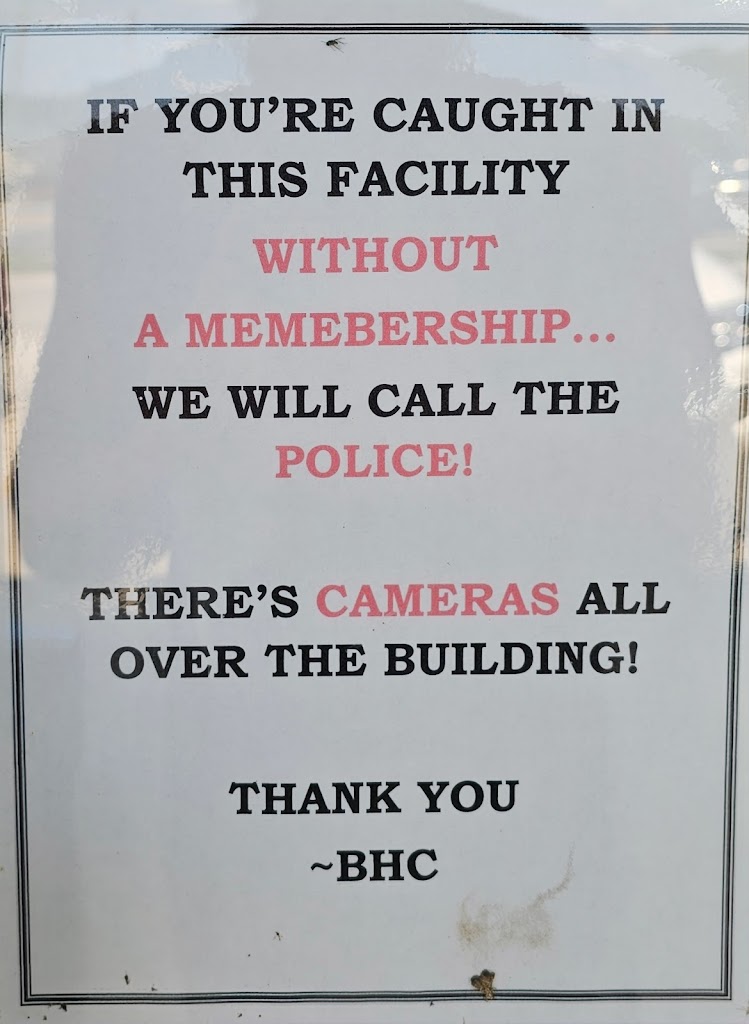 IF YOU’RE CAUGHT IN
THIS FACILITY
WITHOUT
A MEMEBERSHIP...
WE WILL CALL THE
POLICE!
THERE’S CAMERAS ALL
OVER THE BUILDING!
THANK YOU
~BHC